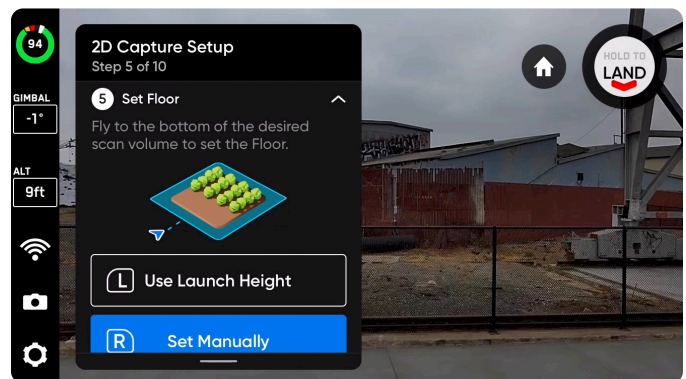 94
GIMBAL
-1°
ALT
9ft
2D Capture Setup
Step 5 of 10
5 Set Floor
Fly to the bottom of the desired
scan volume to set the Floor.
L Use Launch Height
R Set Manually
HOLD TO
LAND